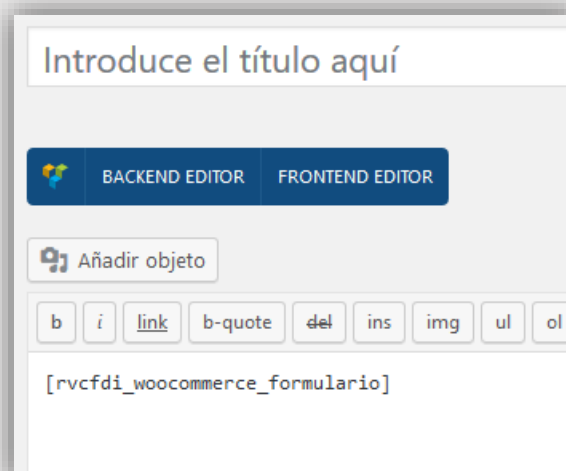 Introduce el título aquí
BACKEND EDITOR FRONTEND EDITOR
Añadir objeto
b i link b-quote del ins img ul ol
[rvcfdi_woocommerce_formulario]